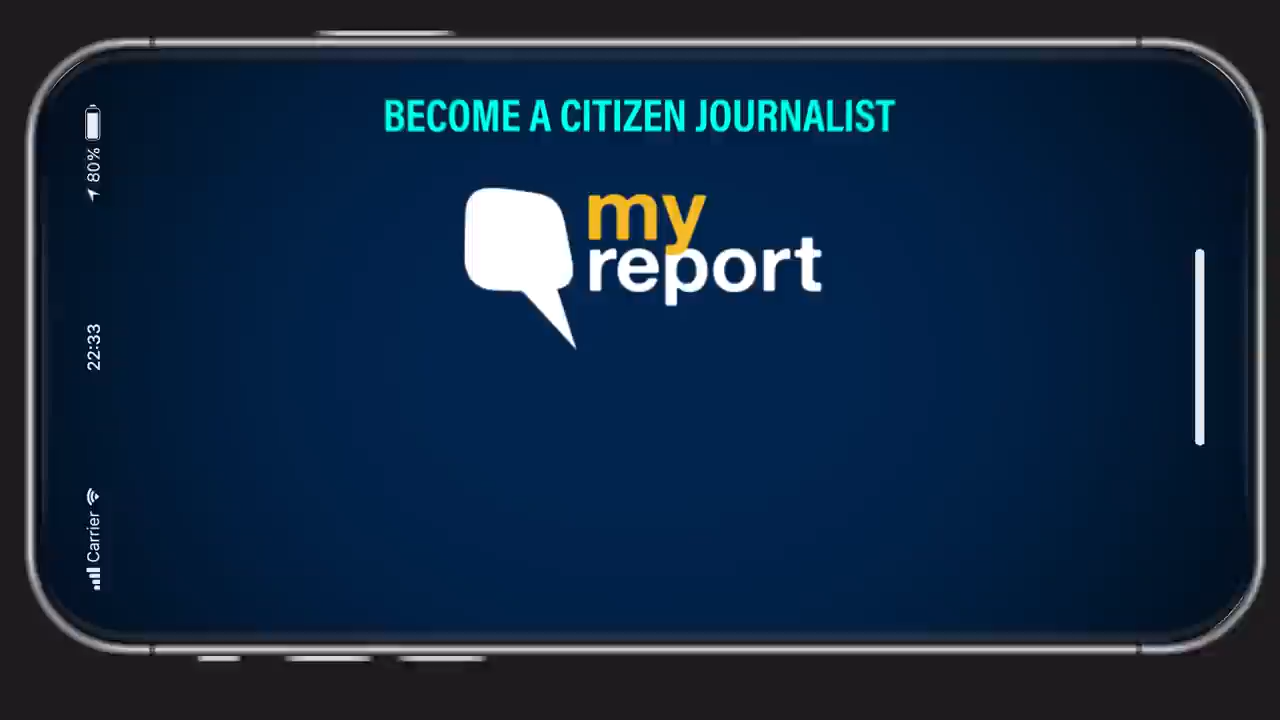 BECOME A CITIZEN JOURNALIST
my
report
80%
22:33
Carrier